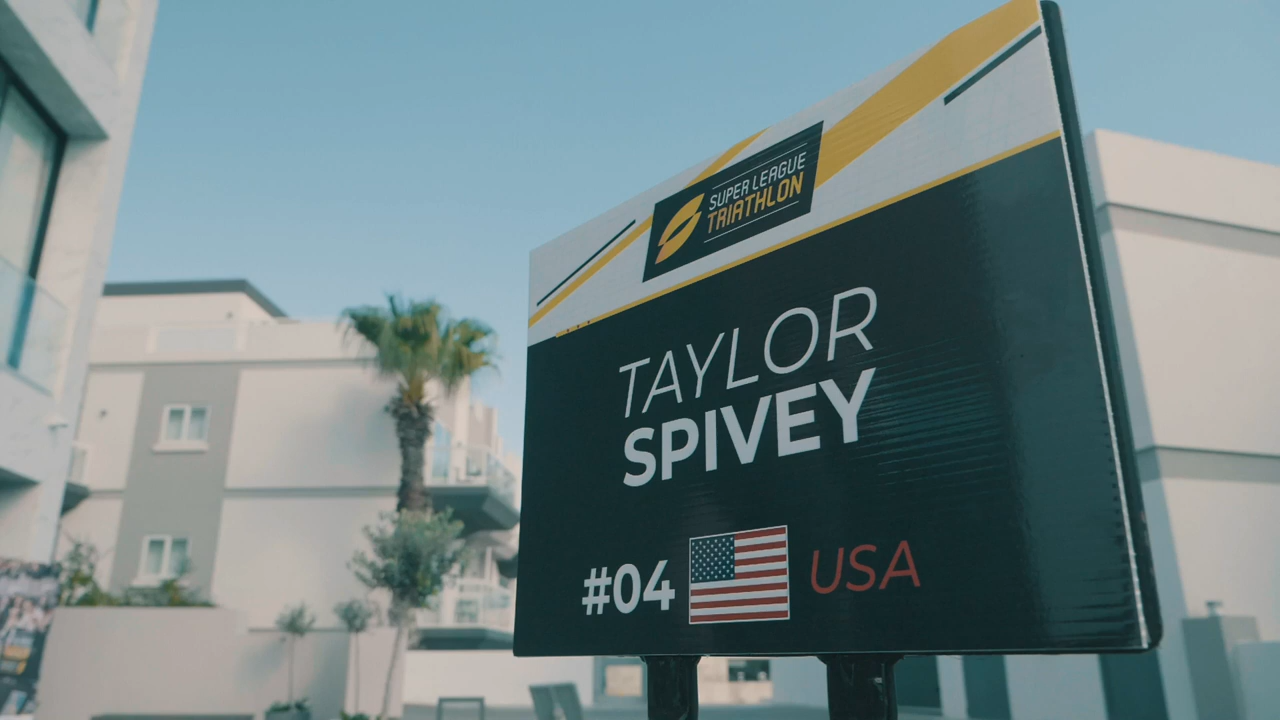 SUPER LEAGUE
TRIATHLON
TAYLOR
SPIVEY
#04 USA